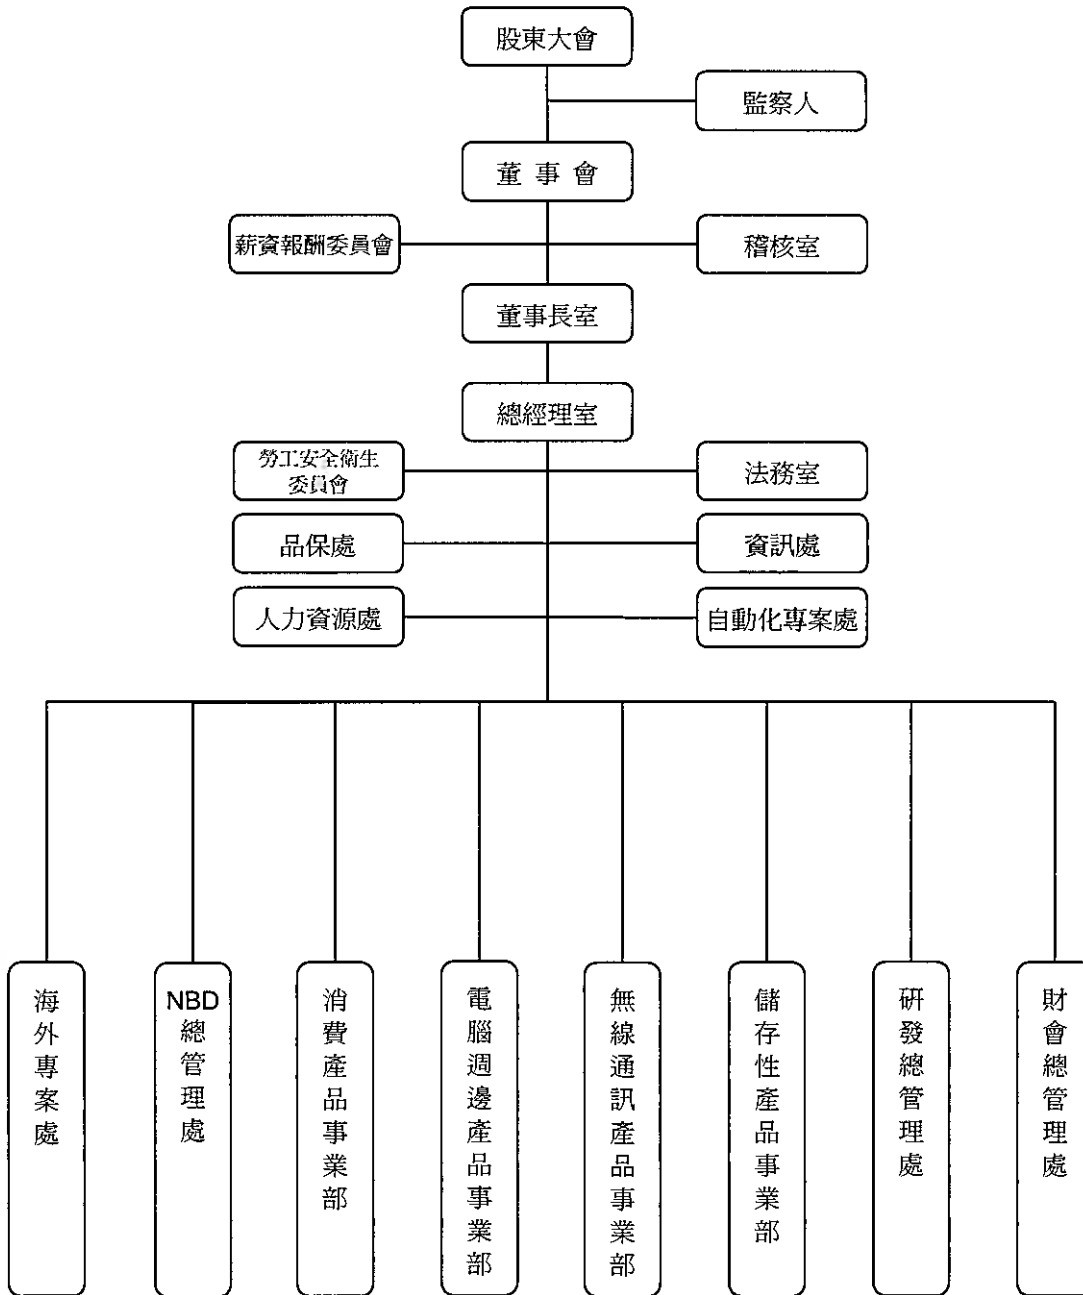 股東大會
監察人
董事會
薪資報酬委員會
稽核室
董事長室
總經理室
勞工安全衛生
委員會
法務室
品保處
資訊處
人力資源處
自動化專案處
海外專案處
NBD
總管理處
消費產品事業部
電腦週邊產品事業部
無線通訊產品事業部
儲存性產品事業部
研發總管理處
財會總管理處